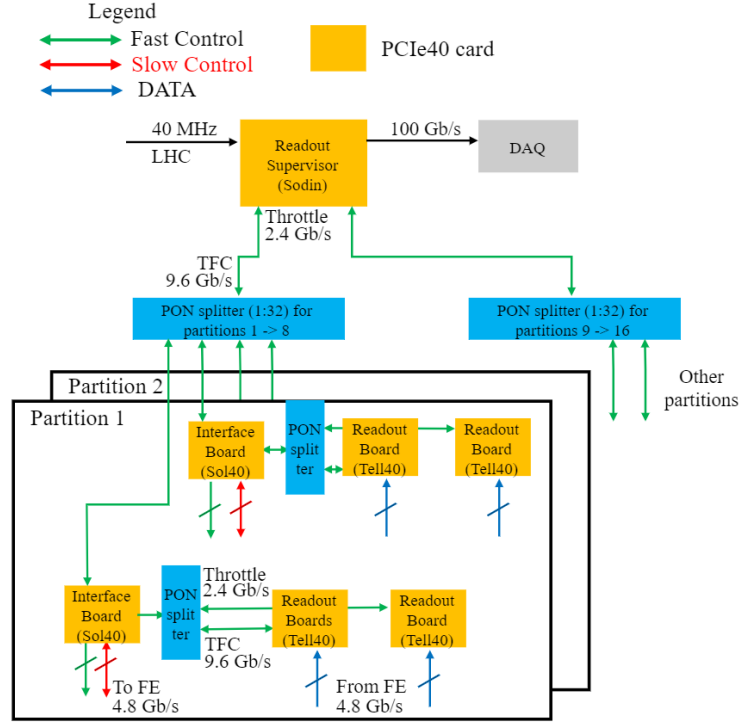 Legend
Fast Control
Slow Control
DATA
PCIe40 card
40 MHz
LHC
Readout
Supervisor
(Sodin)
100 Gb/s
DAQ
Throttle
2.4 Gb/s
TFC
9.6 Gb/s
PON splitter (1:32) for
partitions 1 -> 8
PON splitter (1:32) for
partitions 9 -> 16
Other
partitions
Partition 2
Partition 1
Interface
Board
(Sol40)
PON
split
ter
Readout
Board
(Tell40)
Readout
Board
(Tell40)
Interface
Board
(Sol40)
PON
split
ter
Throttle
2.4 Gb/s
TFC
9.6 Gb/s
Readout
Boards
(Tell40)
Readout
Board
(Tell40)
To FE
4.8 Gb/s
From FE
4.8 Gb/s